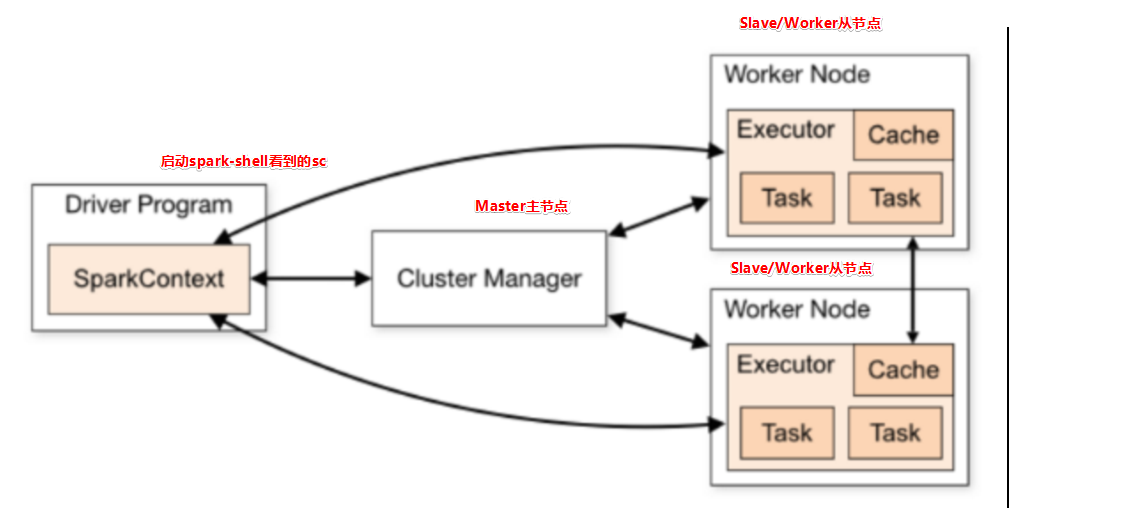 Slave/Worker从节点
Worker Node
Executor
Cache
Task
Task
启动spark-shell看到的sc
Driver Program
SparkContext
Master主节点
Cluster Manager
Slave/Worker从节点
Worker Node
Executor
Cache
Task
Task